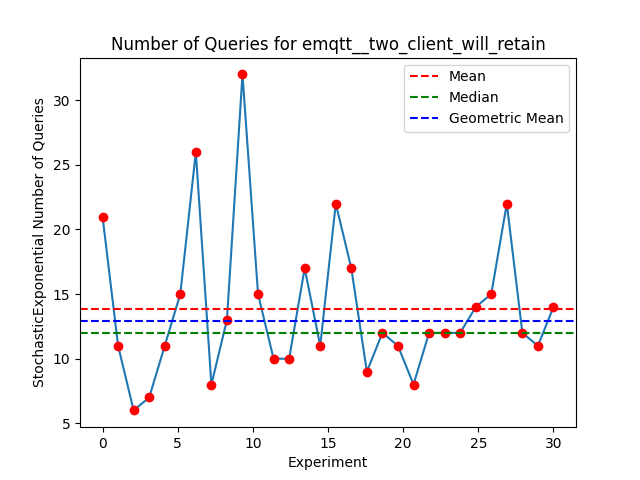 Number of Queries for emqtt__two_client_will_retain
StochasticExponential Number of Queries
30
25
20
15
10
5
Mean
Median
Geometric Mean
0 5 10 15 20 25 30
Experiment